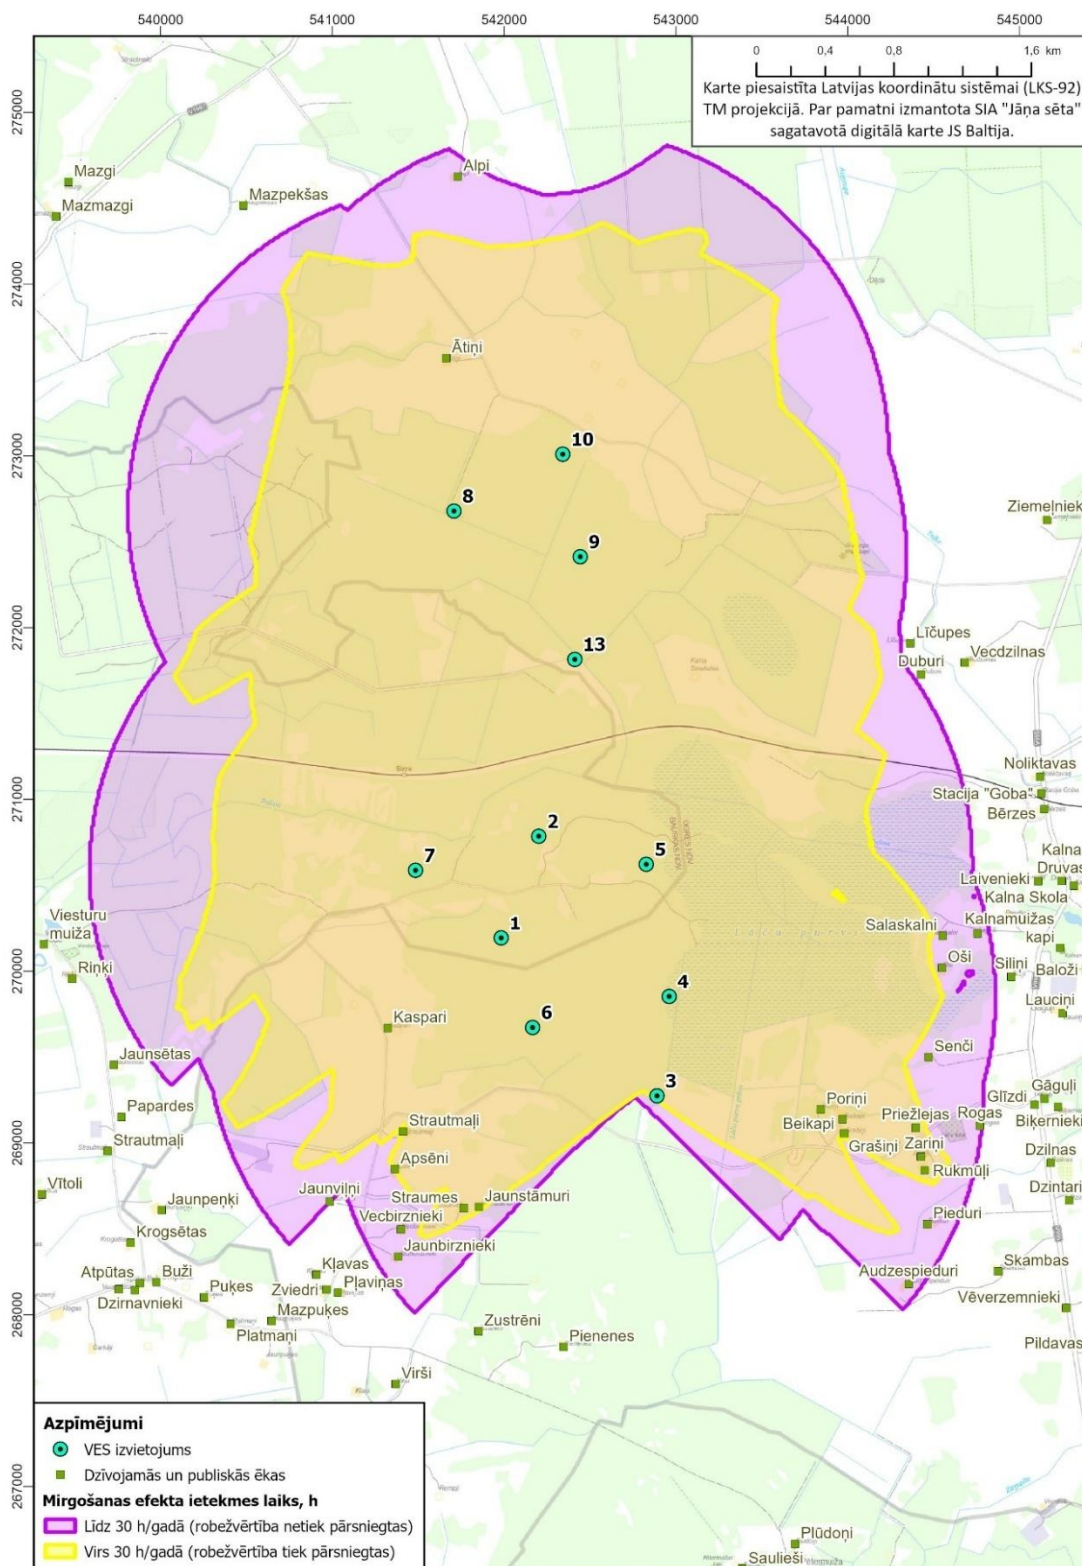 540000
541000
542000
543000
544000
545000
0
0,4
0,8
1,6 km
Karte piesaistīta Latvijas koordinātu sistēmai (LKS-92)
TM projekcijā. Par pamatni izmantota SIA "Jāņa sēta"
sagatavotā digitālā karte JS Baltija.
275000
274000
273000
272000
271000
270000
269000
268000
267000
Mazgi
Mazmazgi
Mazpekšas
Alpi
Ātiņi
10
8
9
Ziemeļniek
13
Līčupes
Duburi
Vecdzilnas
Noliktavas
Stacija "Goba"
Bērzes
2
7
5
Kalna
Druvas
Laivenieki
Kalna Skola
1
Viesturu
muiža
Riņķi
Salaskalni
Kalnamuižas
kapi
Oši
Siliņi
Baloži
4
Lauciņi
6
Kaspari
Jaunsētas
Senči
3
Papardes
Strautmaļi
Strautmaļi
Poriņi
Beikapi
Grašiņi
Priežlejas
Zariņi
Rukmūļi
Rogas
Glīzdi
Gāguļi
Biķernieki
Dzilnas
Dzintari
Apsēni
Vītoli
Jaunpeņķi
Jaunviļņi
Straumes
Jaunstāmuri
Vecbirznieki
Pieduri
Krogsētas
Jaunbirznieki
Atpūtas
Buži
Dzirnavnieki
Puķes
Kļavas
Zviedri
Pļaviņas
Mazpuķes
Platmaņi
Audzespieduri
Skambas
Vēverzemnieki
Zustrēni
Pienenes
Pildavas
Virši
Plūdoņi
Saulieši
Azpīmējumi
VES izvietojums
Dzīvojamās un publiskās ēkas
Mirgošanas efekta ietekmes laiks, h
Līdz 30 h/gadā (robežvērtība netiek pārsniegtas)
Virs 30 h/gadā (robežvērtība tiek pārsniegtas)